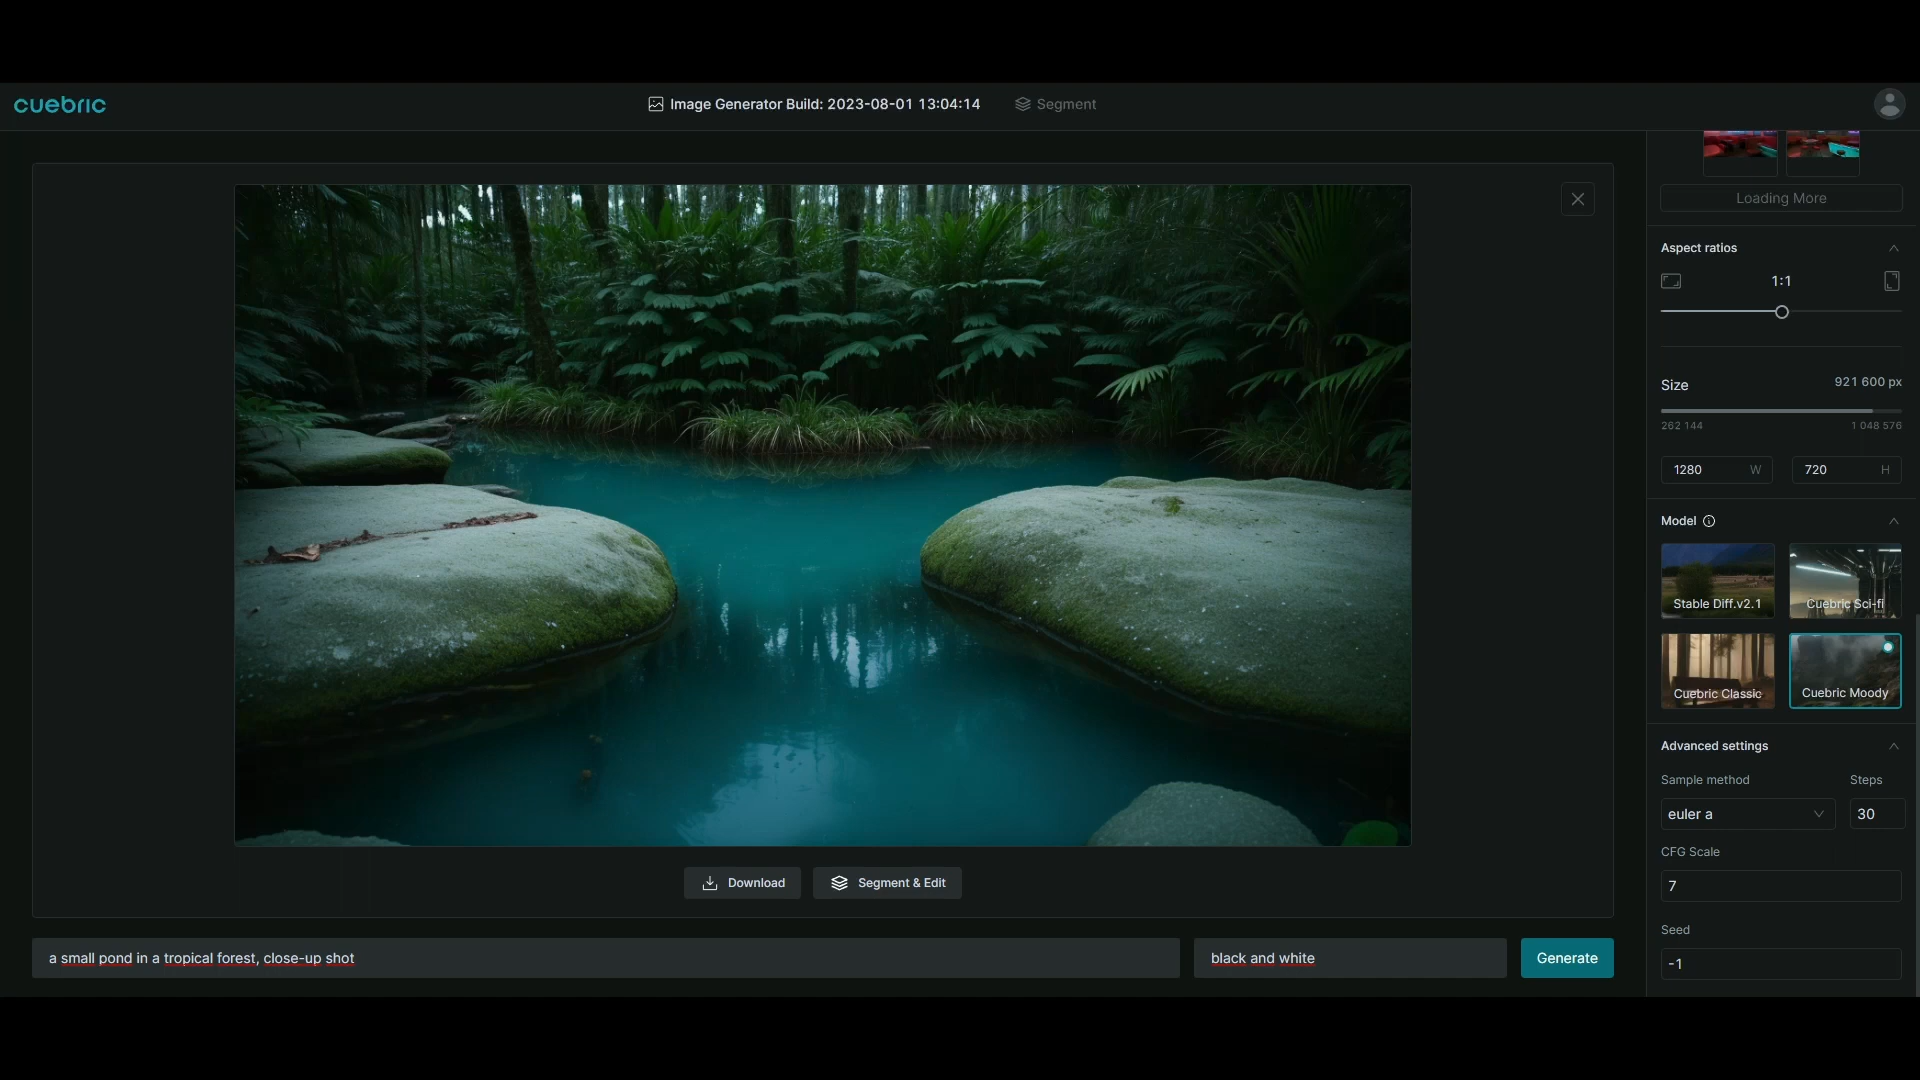 cuebric
Image Generator Build: 2023-08-01 13:04:14
Segment
Loading More
Aspect ratios
1:1
Size
921 600 px
262 144
1 048 576
1280 W
720 H
Model
Stable Diff.v2.1
Cuebric Sci-fi
Cuebric Classic
Cuebric Moody
Advanced settings
Sample method
Steps
euler a
30
CFG Scale
7
Seed
-1
Download
Segment & Edit
a small pond in a tropical forest, close-up shot
black and white
Generate